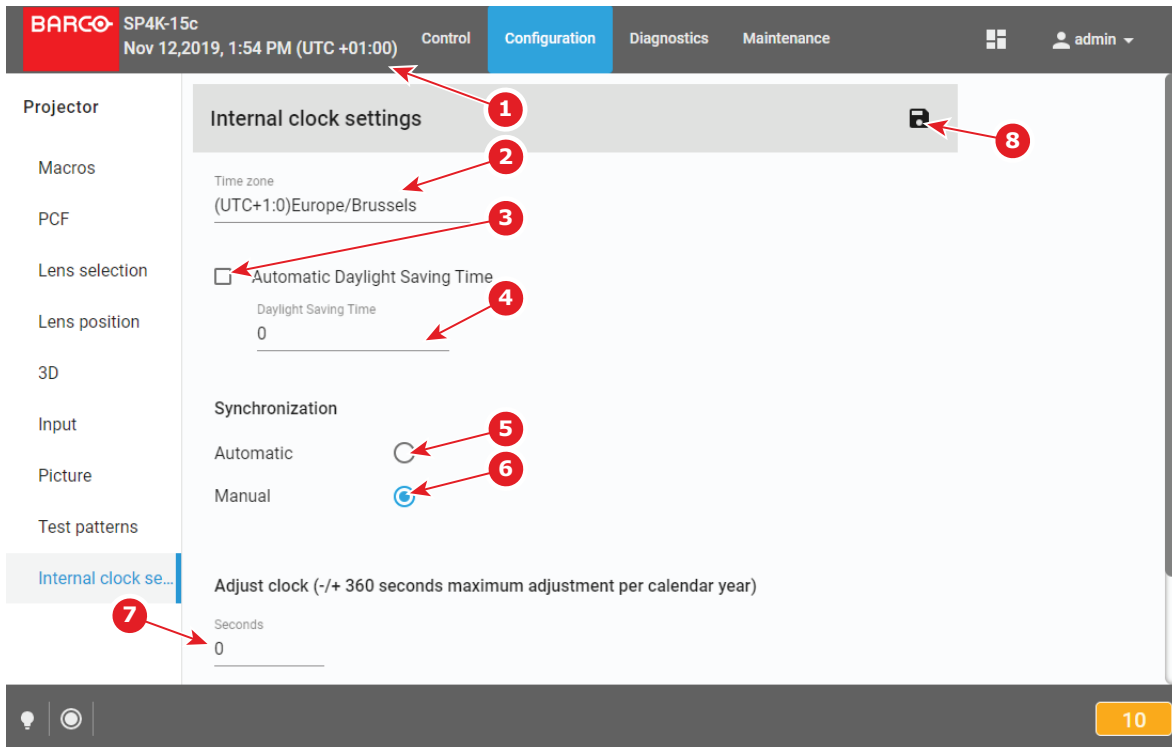 BARCO
SP4K-15c
Nov 12,2019, 1:54 PM (UTC +01:00)
Control
Configuration
Diagnostics
Maintenance
admin
Projector
Macros
PCF
Lens selection
Lens position
3D
Input
Picture
Test patterns
Internal clock se...
Internal clock settings
1
8
2
Time zone
(UTC+1:0)Europe/Brussels
3
Automatic Daylight Saving Time
4
Daylight Saving Time
0
Synchronization
5
Automatic
6
Manual
Adjust clock (-/+ 360 seconds maximum adjustment per calendar year)
7
Seconds
0
10